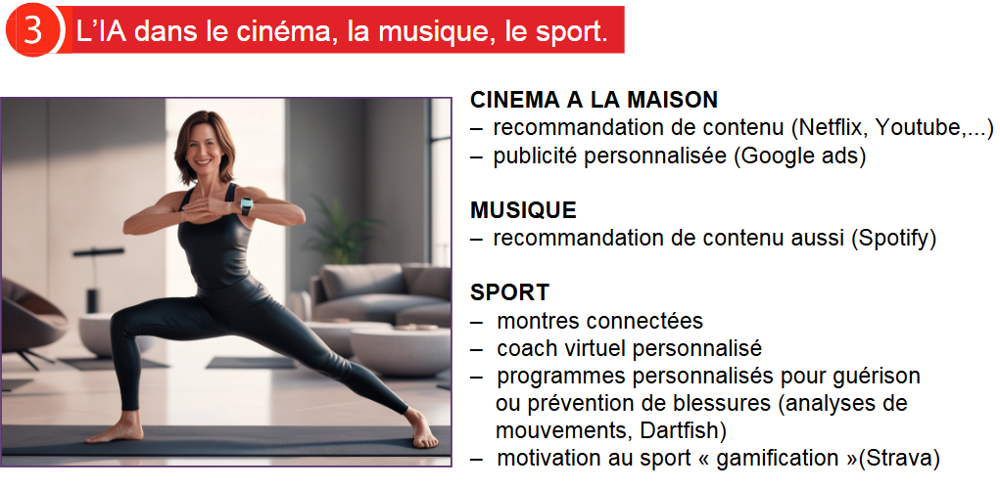 3 L’IA dans le cinéma, la musique, le sport.
CINEMA A LA MAISON
– recommandation de contenu (Netflix, Youtube,...)
– publicité personnalisée (Google ads)
MUSIQUE
– recommandation de contenu aussi (Spotify)
SPORT
– montres connectées
– coach virtuel personnalisé
– programmes personnalisés pour guérison
ou prévention de blessures (analyses de
mouvements, Dartfish)
– motivation au sport « gamification »(Strava)